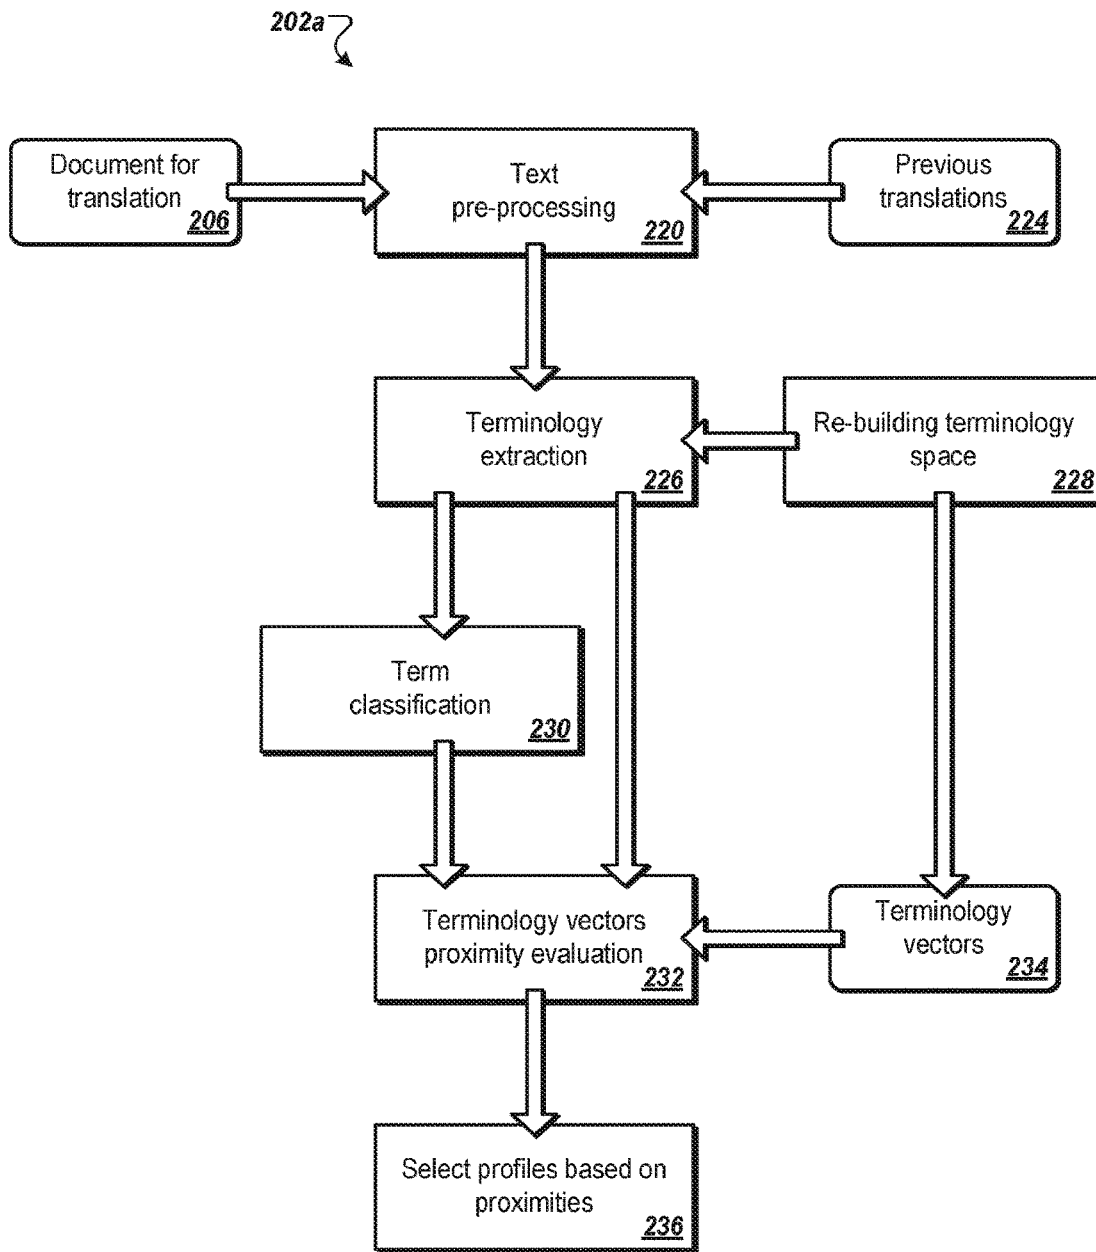 202a
Document for
translation
206
Text
pre-processing
220
Previous
translations
224
Terminology
extraction
226
Re-building terminology
space
228
Term
classification
230
Terminology vectors
proximity evaluation
232
Terminology
vectors
234
Select profiles based on
proximities
236